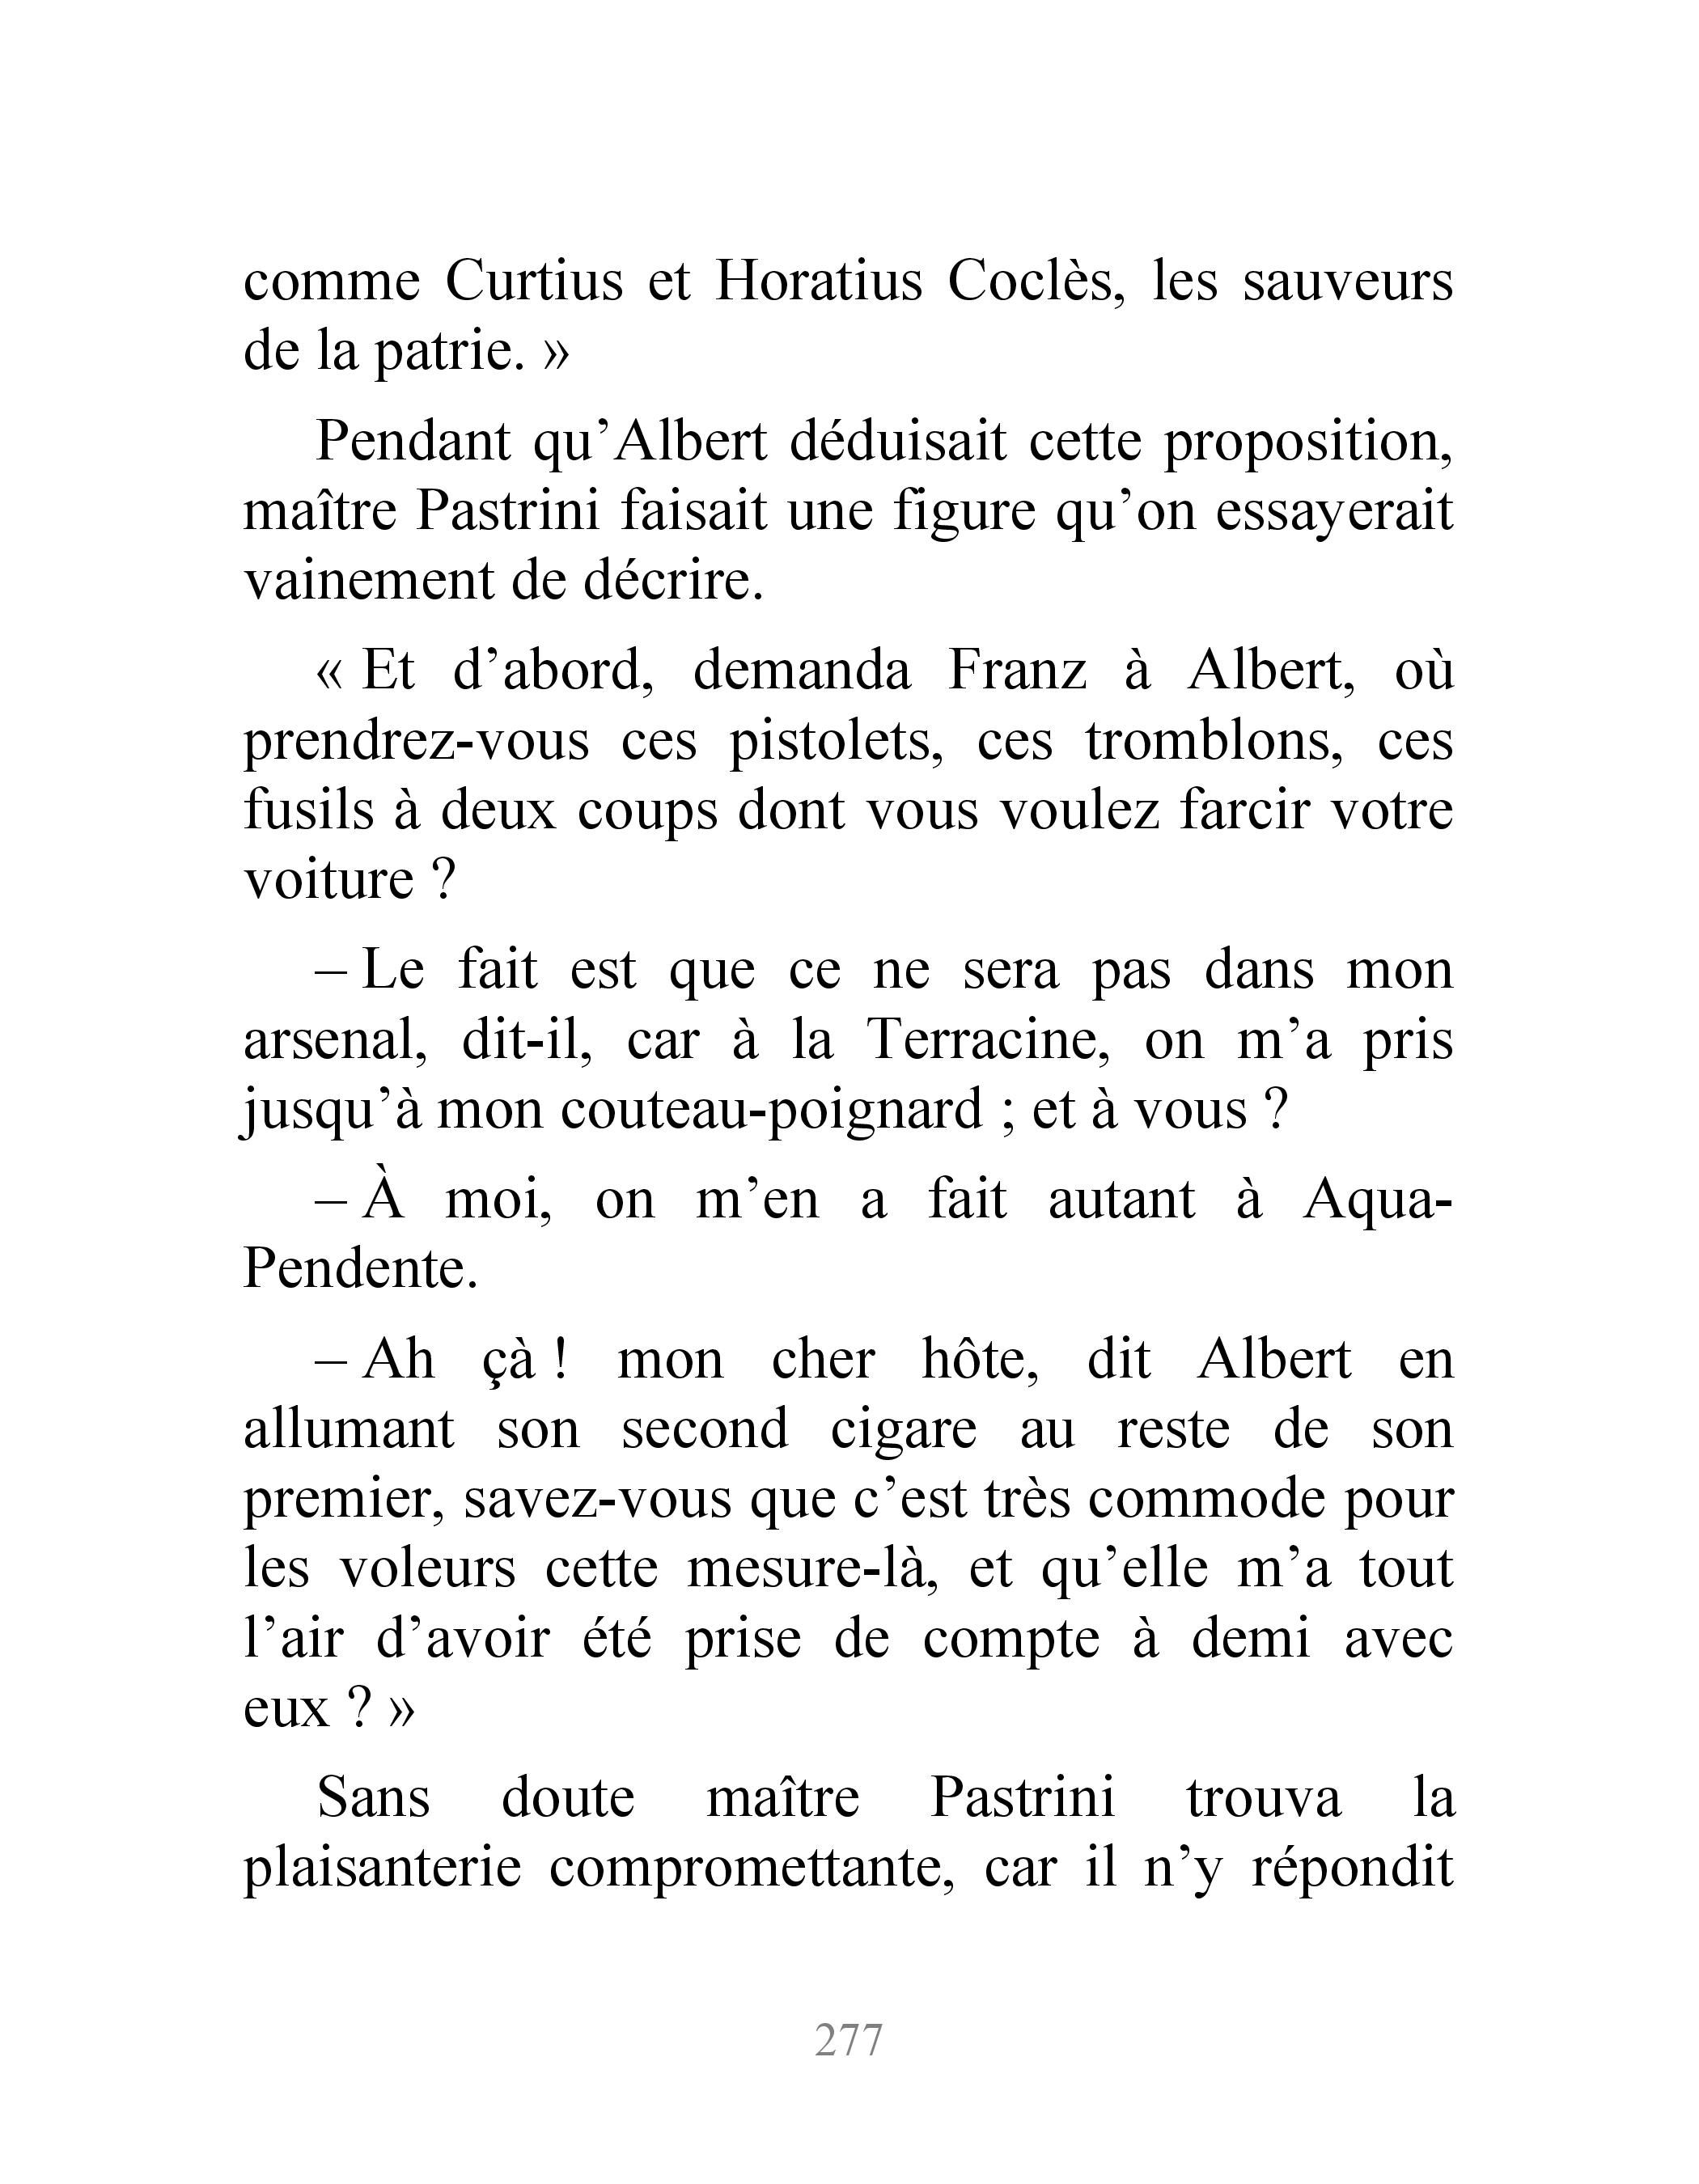 comme Curtius et Horatius Coclès, les sauveurs
de la patrie. »
Pendant qu’Albert déduisait cette proposition,
maître Pastrini faisait une figure qu’on essayerait
vainement de décrire.
« Et d’abord, demanda Franz à Albert, où
prendrez-vous ces pistolets, ces tromblons, ces
fusils à deux coups dont vous voulez farcir votre
voiture ?
– Le fait est que ce ne sera pas dans mon
arsenal, dit-il, car à la Terracine, on m’a pris
jusqu’à mon couteau-poignard ; et à vous ?
– À moi, on m’en a fait autant à Aqua-
Pendente.
– Ah çà ! mon cher hôte, dit Albert en
allumant son second cigare au reste de son
premier, savez-vous que c’est très commode pour
les voleurs cette mesure-là, et qu’elle m’a tout
l’air d’avoir été prise de compte à demi avec
eux ? »
Sans doute maître Pastrini trouva la
plaisanterie compromettante, car il n’y répondit
277